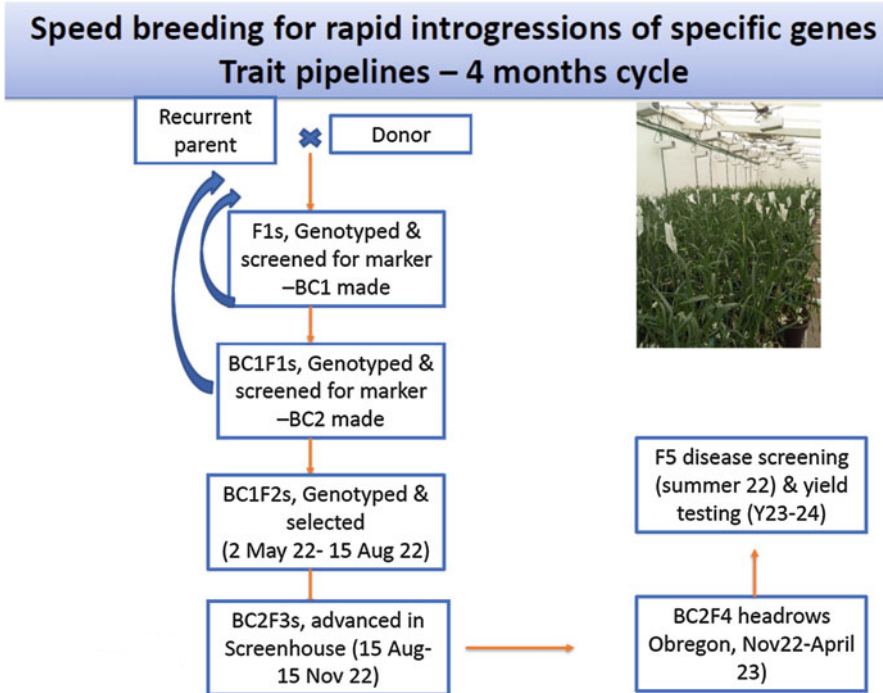 Speed breeding for rapid introgressions of specific genes
Trait pipelines – 4 months cycle
Recurrent
parent
Donor
F1s, Genotyped &
screened for marker
–BC1 made
BC1F1s, Genotyped &
screened for marker
–BC2 made
BC1F2s, Genotyped &
selected
(2 May 22- 15 Aug 22)
BC2F3s, advanced in
Screenhouse (15 Aug-
15 Nov 22)
BC2F4 headrows
Obregon, Nov22-April
23)
F5 disease screening
(summer 22) & yield
testing (Y23-24)